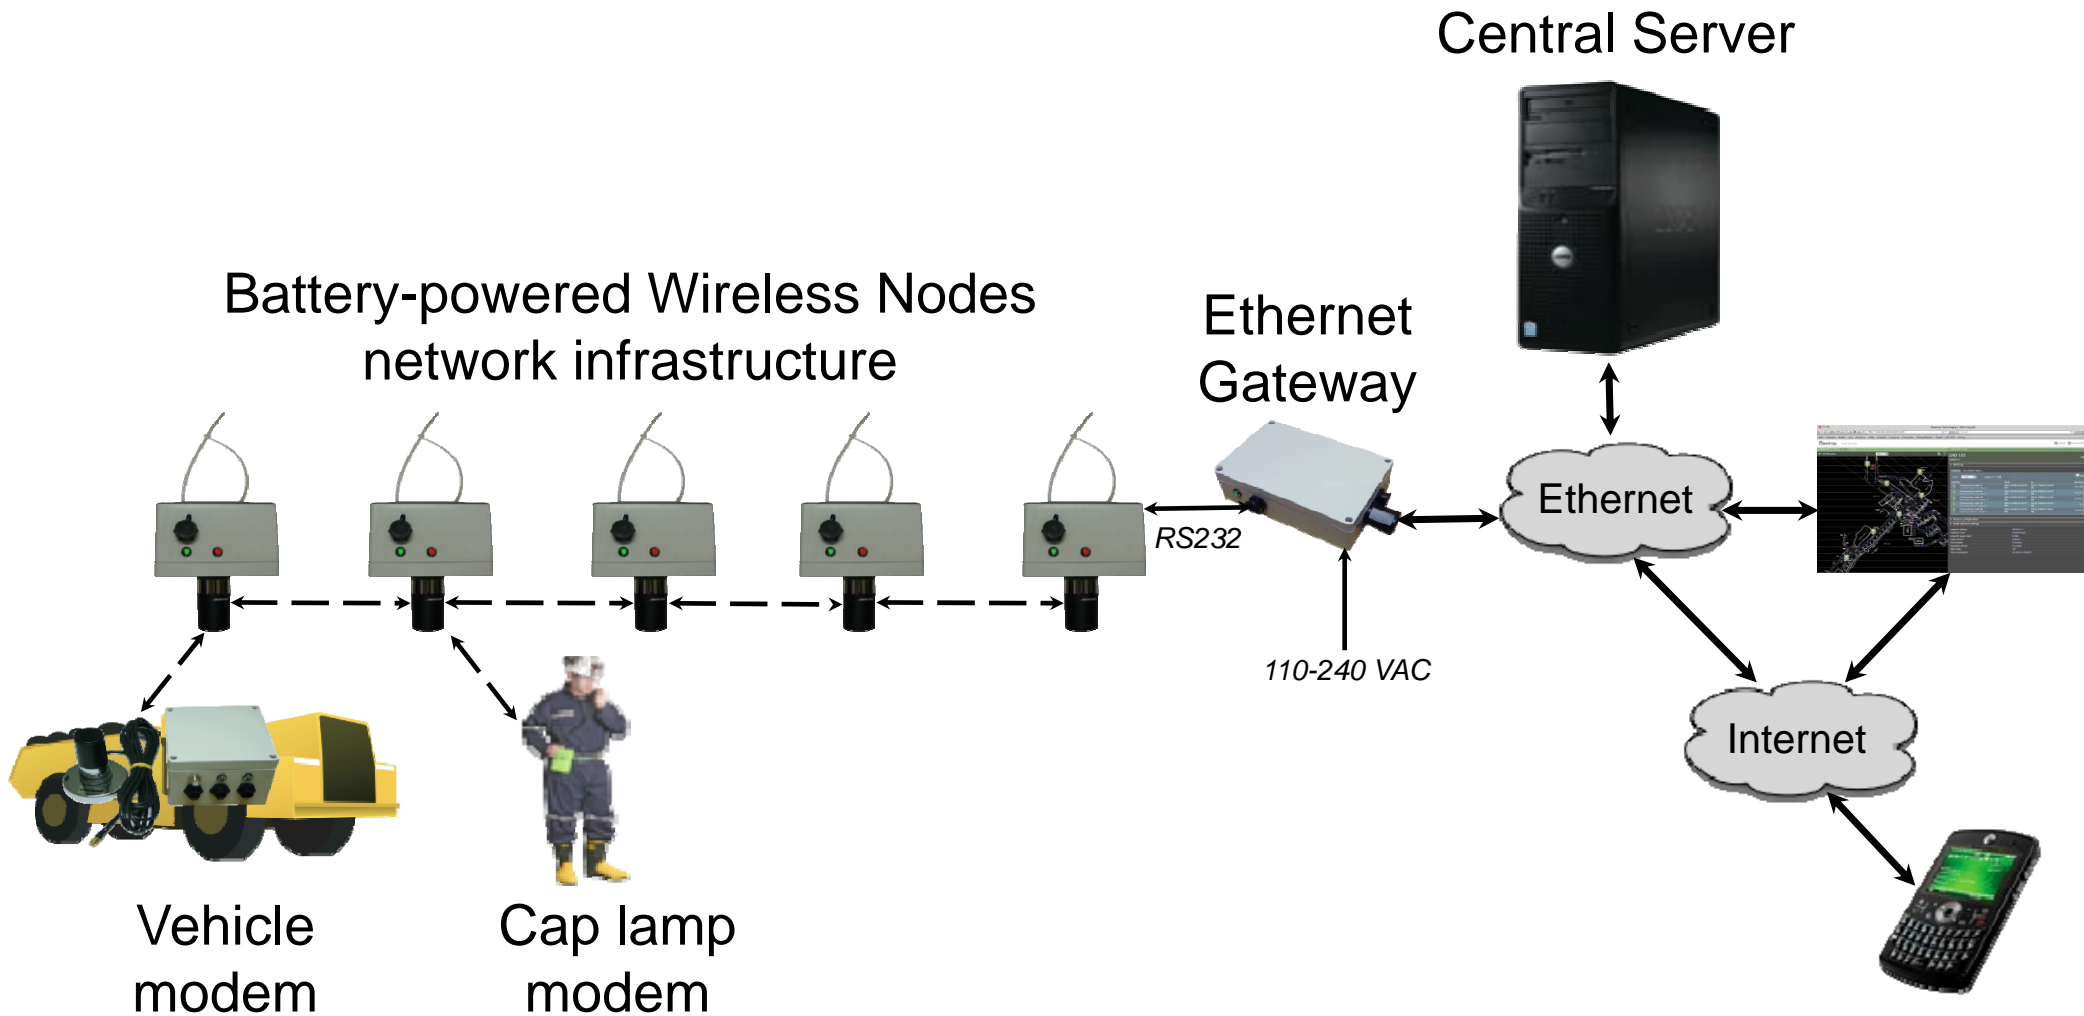 Central Server
Battery-powered Wireless Nodes
network infrastructure
Ethernet
Gateway
RS232
110-240 VAC
Ethernet
Internet
Vehicle
modem
Cap lamp
modem